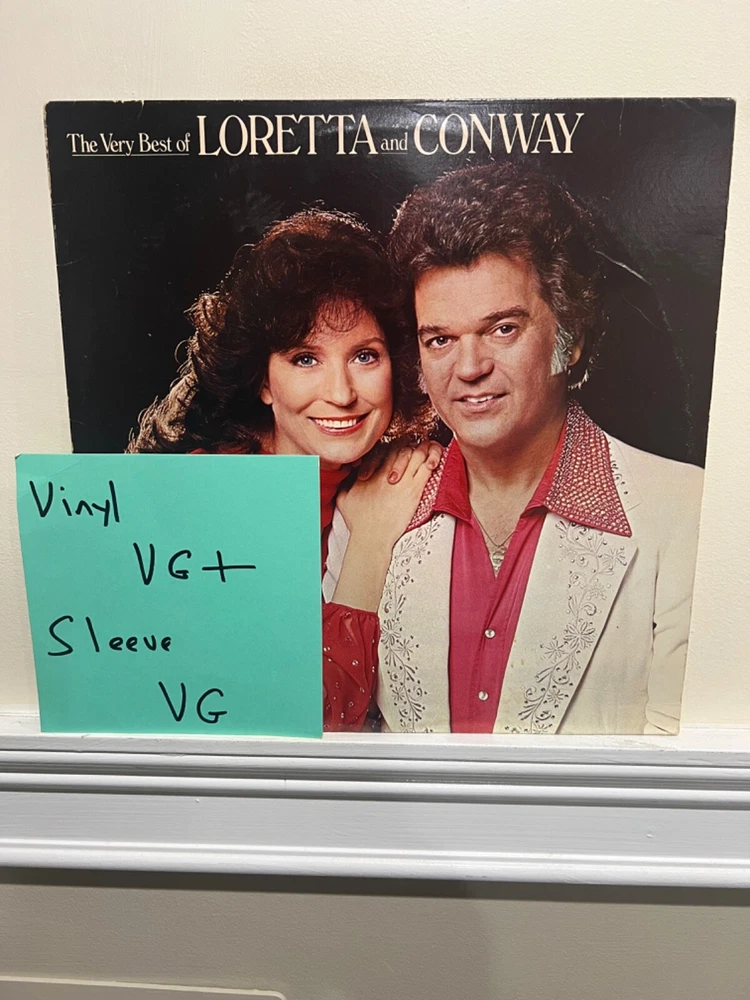 The Very Best of LORETTA and CONWAY
Vinyl
VG+
Sleeve
VG